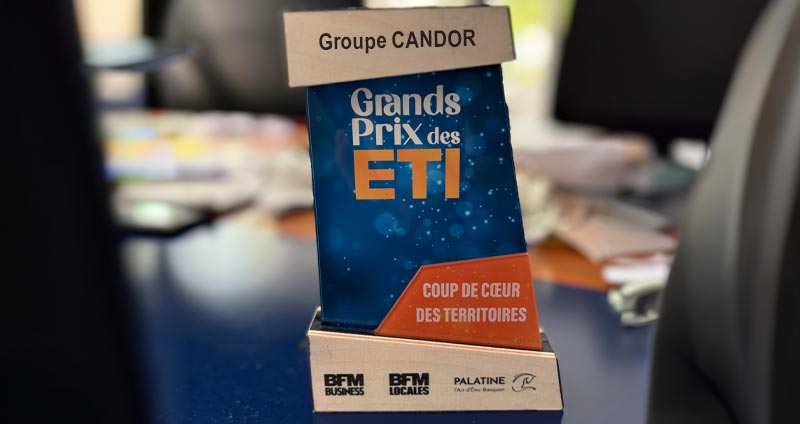 Groupe CANDOR
Grands
Prix des
ETI
COUP DE CŒUR
DES TERRITOIRES
BFM
BUSINESS
BFM
LOCALES
PALATINE
l'Art d'Être Banquier